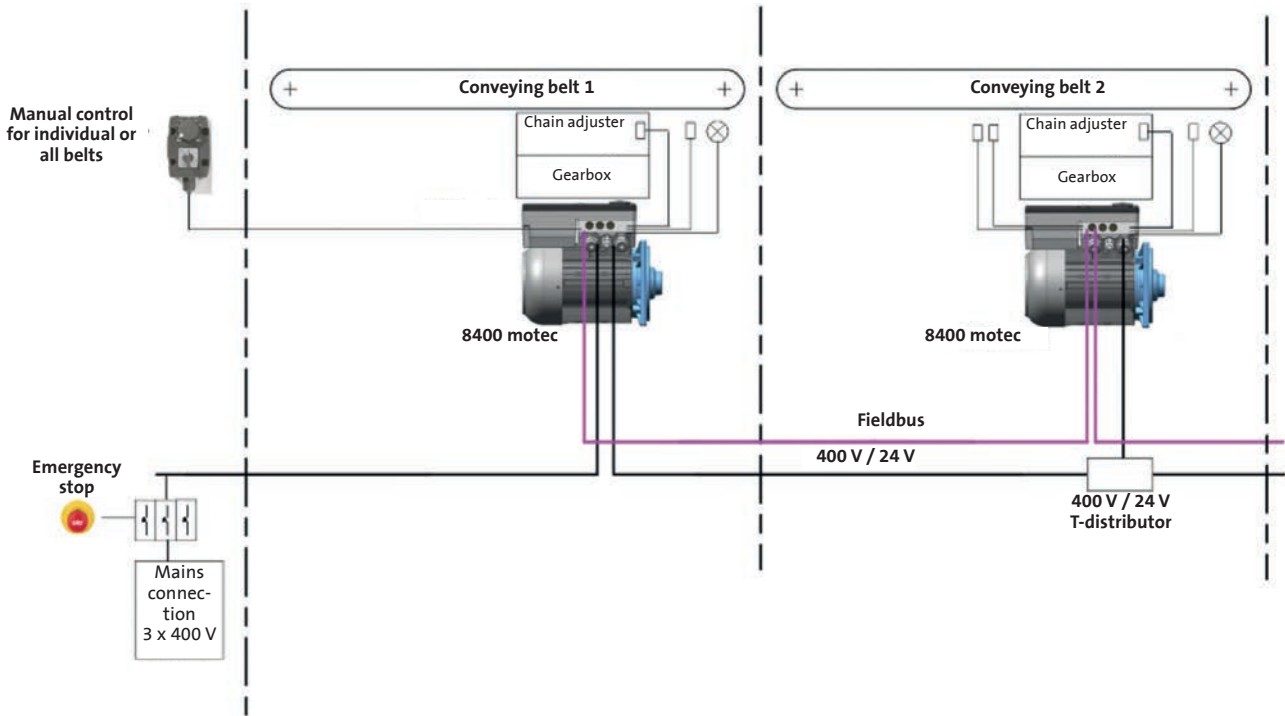 Conveying belt 1
Conveying belt 2
Manual control
for individual or
all belts
Chain adjuster
Gearbox
Chain adjuster
Gearbox
8400 motec
8400 motec
Fieldbus
400 V / 24 V
Emergency
stop
400 V / 24 V
T-distributor
Mains
connec-
tion
3 x 400 V